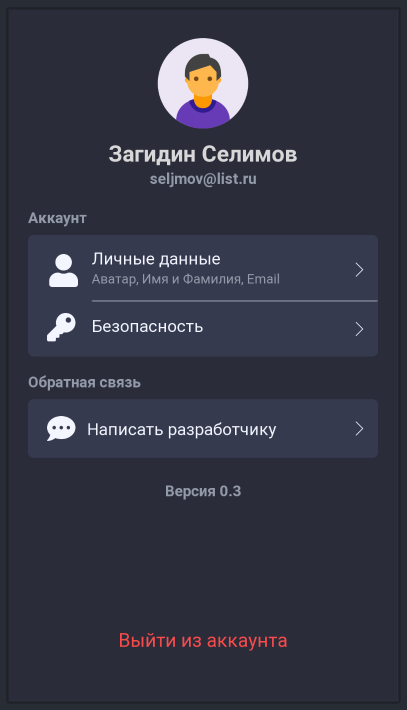 Загидин Селимов
seljmov@list.ru
Аккаунт
Личные данные
Аватар, Имя и Фамилия, Email
Безопасность
Обратная связь
Написать разработчику
Версия 0.3
Выйти из аккаунта